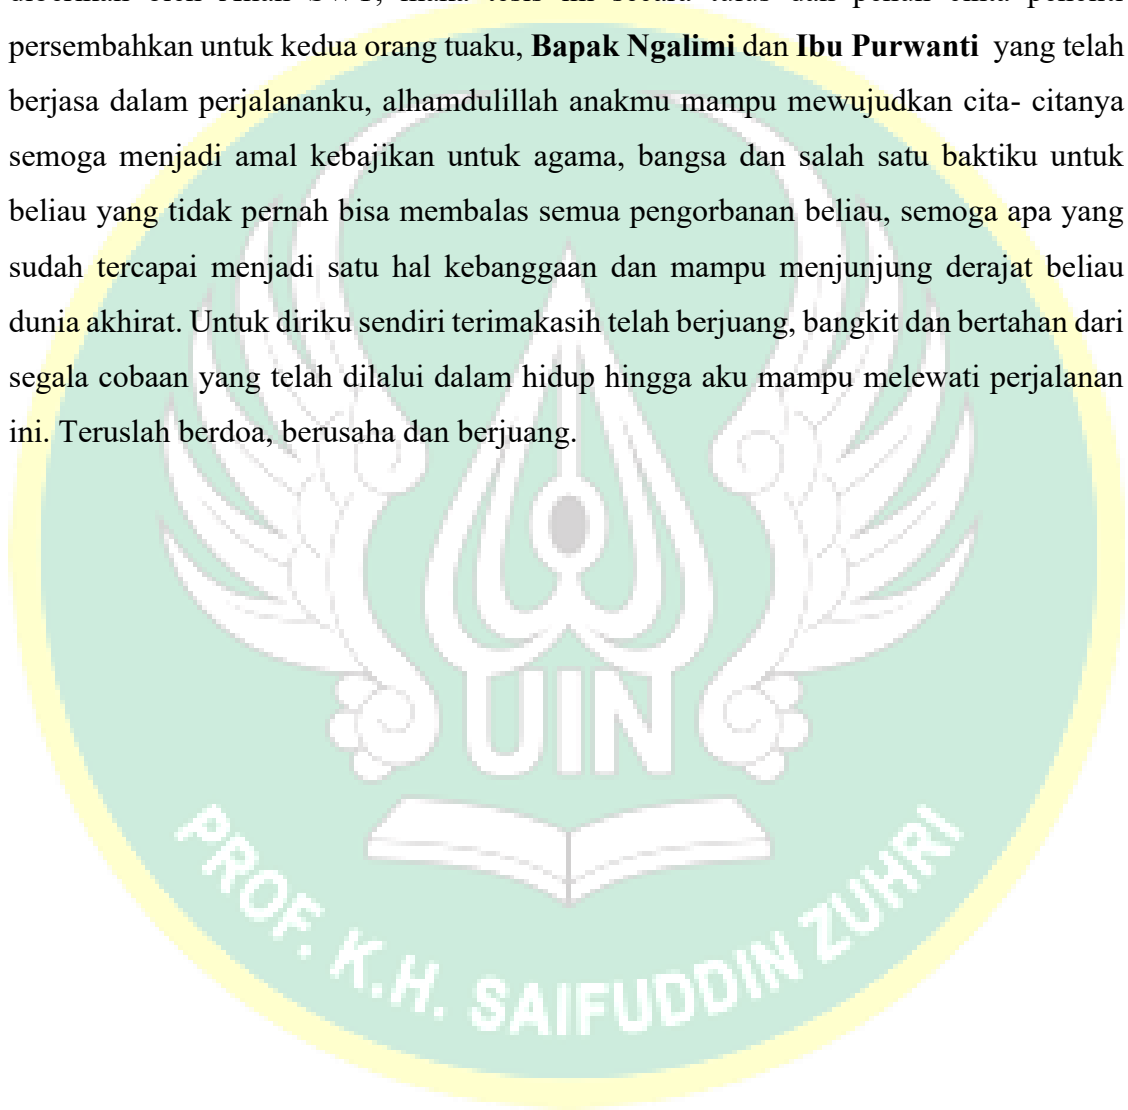 persembahkan untuk kedua orang tuaku, Bapak Ngalimi dan Ibu Purwanti yang telah
berjasa dalam perjalananku, alhamdulillah anakmu mampu mewujudkan cita- citanya
semoga menjadi amal kebajikan untuk agama, bangsa dan salah satu baktiku untuk
beliau yang tidak pernah bisa membalas semua pengorbanan beliau, semoga apa yang
sudah tercapai menjadi satu hal kebanggaan dan mampu menjunjung derajat beliau
dunia akhirat. Untuk diriku sendiri terimakasih telah berjuang, bangkit dan bertahan dari
segala cobaan yang telah dilalui dalam hidup hingga aku mampu melewati perjalanan
ini. Teruslah berdoa, berusaha dan berjuang.
UIN
PROF. K.H. SAIFUDDIN ZUHRI